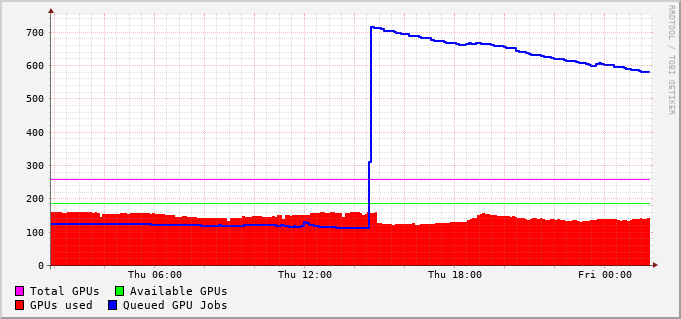 700
600
500
400
300
200
100
0
Thu 06:00 Thu 12:00 Thu 18:00 Fri 00:00
Total GPUs Available GPUs
GPUs used Queued GPU Jobs
RRDTOOL / TOBI OETIKER